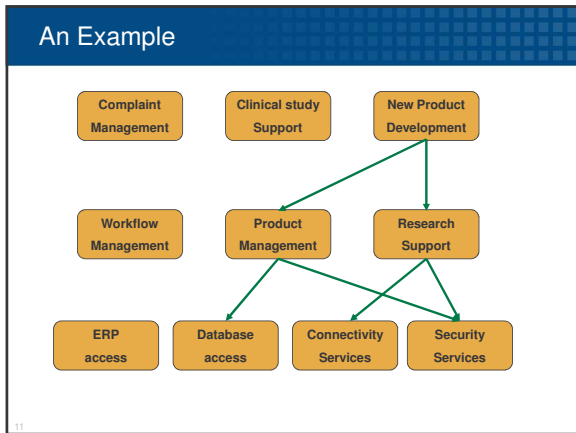 An Example
Complaint
Management
Clinical study
Support
New Product
Development
Workflow
Management
Product
Management
Research
Support
ERP
access
Database
access
Connectivity
Services
Security
Services
11